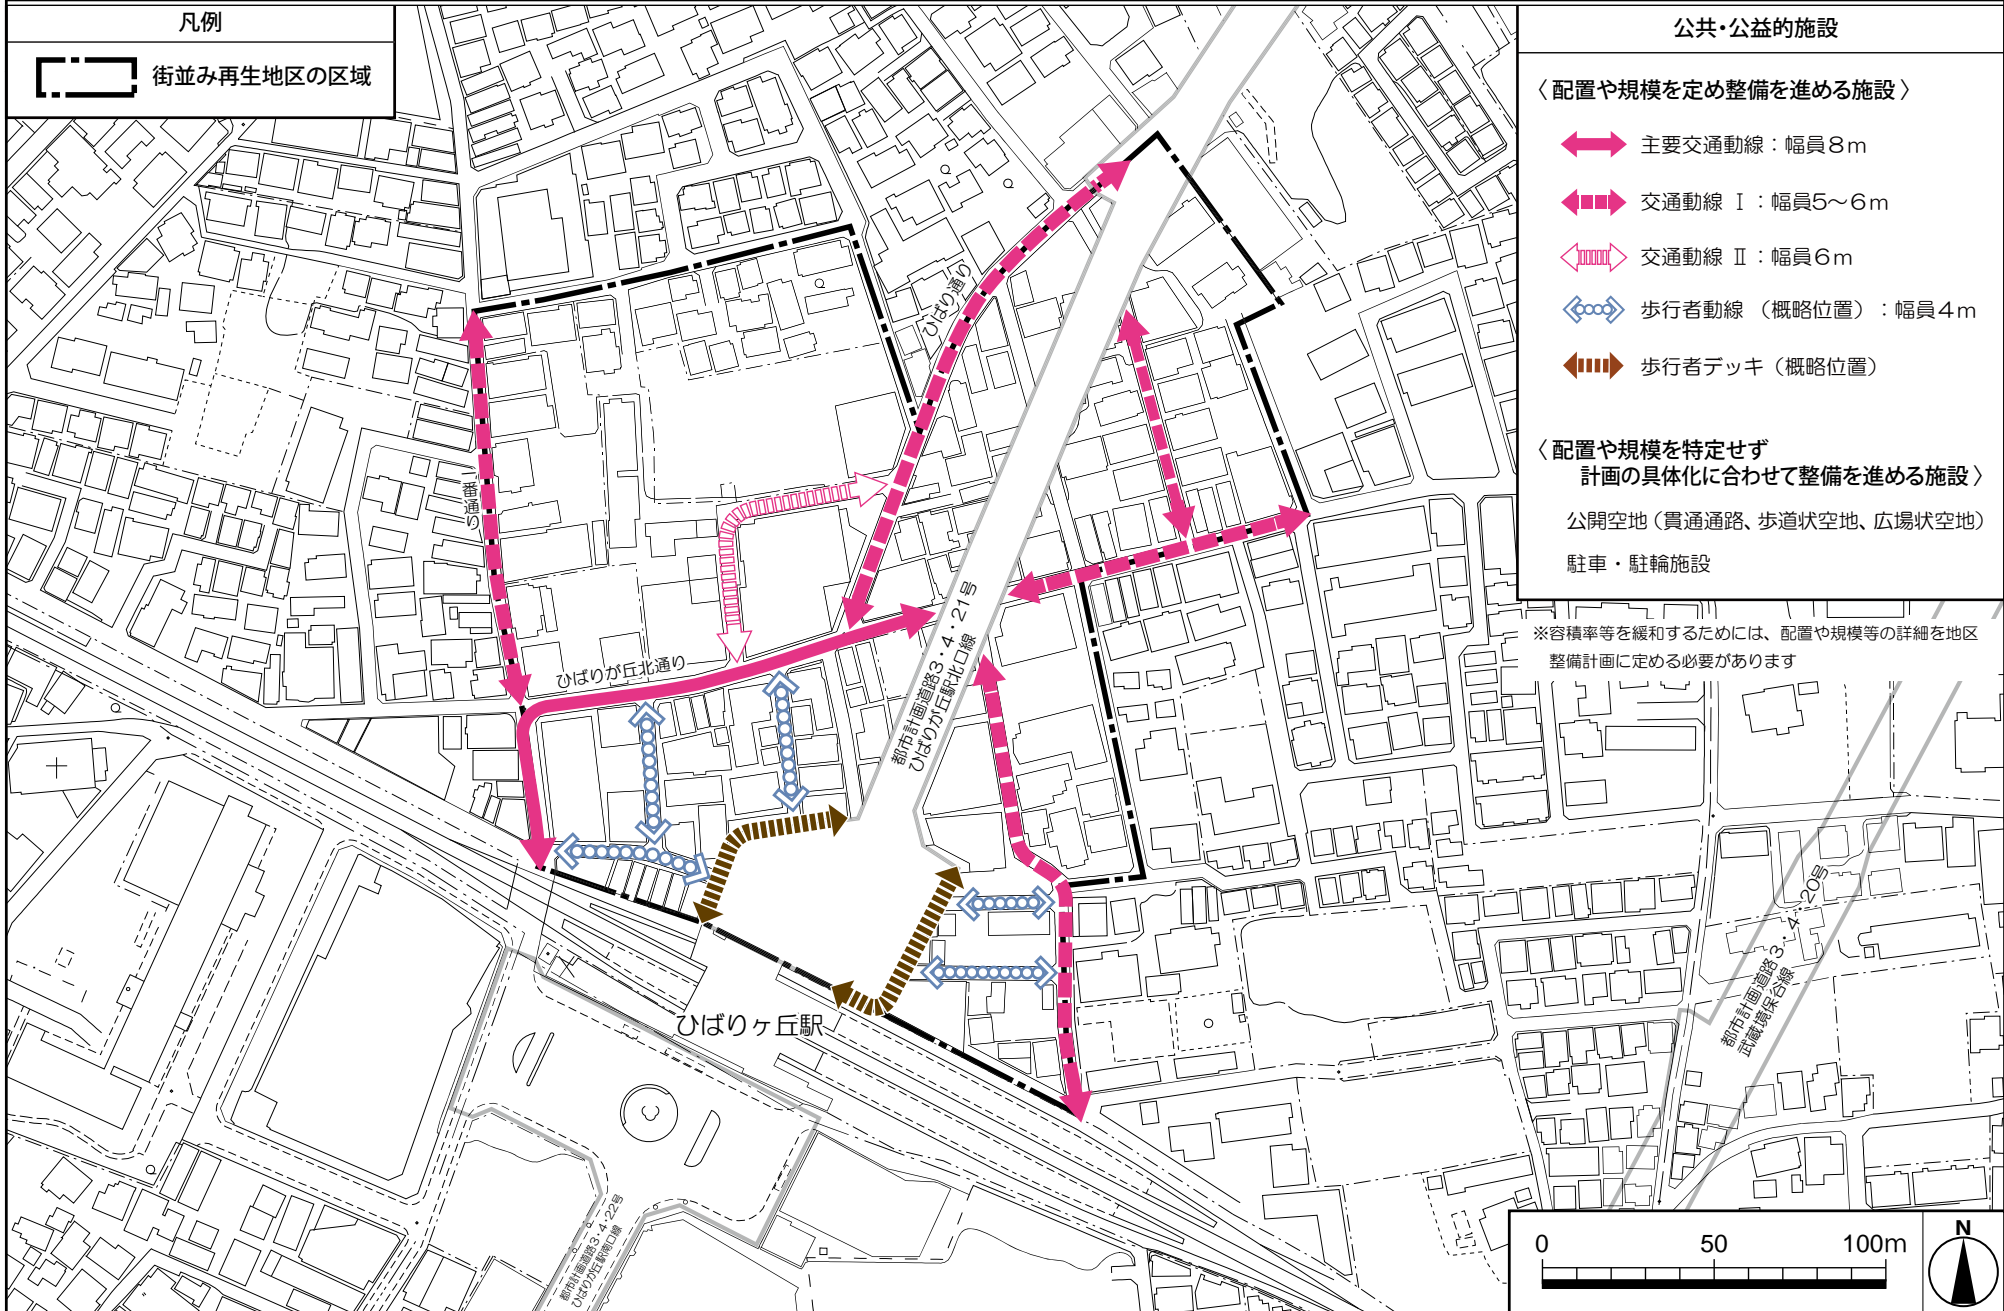 凡例
街並み再生地区の区域
公共・公益的施設
〈 配置や規模を定め整備を進める施設 〉
主要交通動線：幅員8m
交通動線 Ⅰ：幅員5～6m
交通動線 Ⅱ：幅員6m
歩行者動線 （概略位置）：幅員4m
歩行者デッキ（概略位置）
〈 配置や規模を特定せず
計画の具体化に合わせて整備を進める施設 〉
公開空地（貫通通路、歩道状空地、広場状空地）
駐車・駐輪施設
※容積率等を緩和するためには、配置や規模等の詳細を地区
整備計画に定める必要があります
ひばり通り
一番通り
ひばりが丘北通り
都市計画道路3・4・21号
ひばりが丘駅北口線
都市計画道路3・4・20号
武蔵境保谷線
ひばりヶ丘駅
都市計画道路3・4・22号
ひばりが丘駅南口線
0 50 100m
N